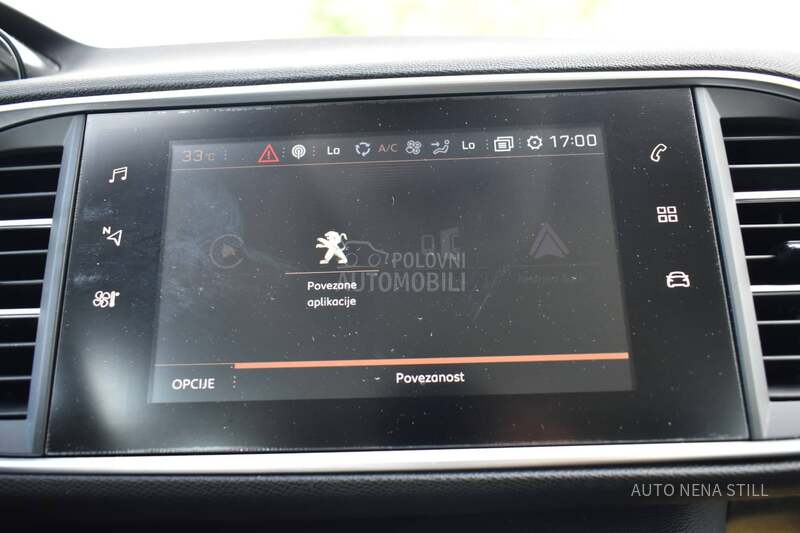 33°C Lo A/C Lo 17:00
N
POLOVNI
AUTOMOBILI
Povezane
aplikacije
OPCIJE Povezanost
AUTO NENA STILL